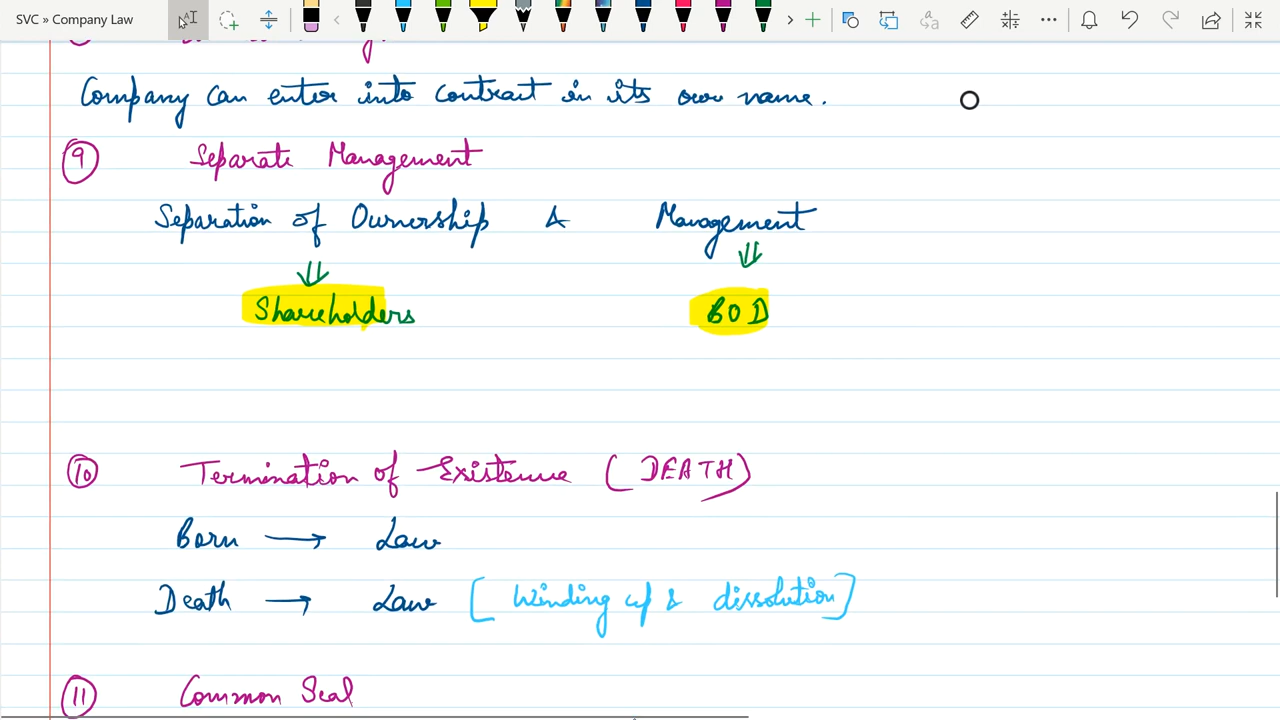 SVC » Company Law
Company can enter into contract in its own name.
9 Separate Management
Separation of Ownership & Management
Shareholders BOD
10 Termination of Existence (DEATH)
Born → Law
Death → Law [Winding up & dissolution]
11 Common Seal